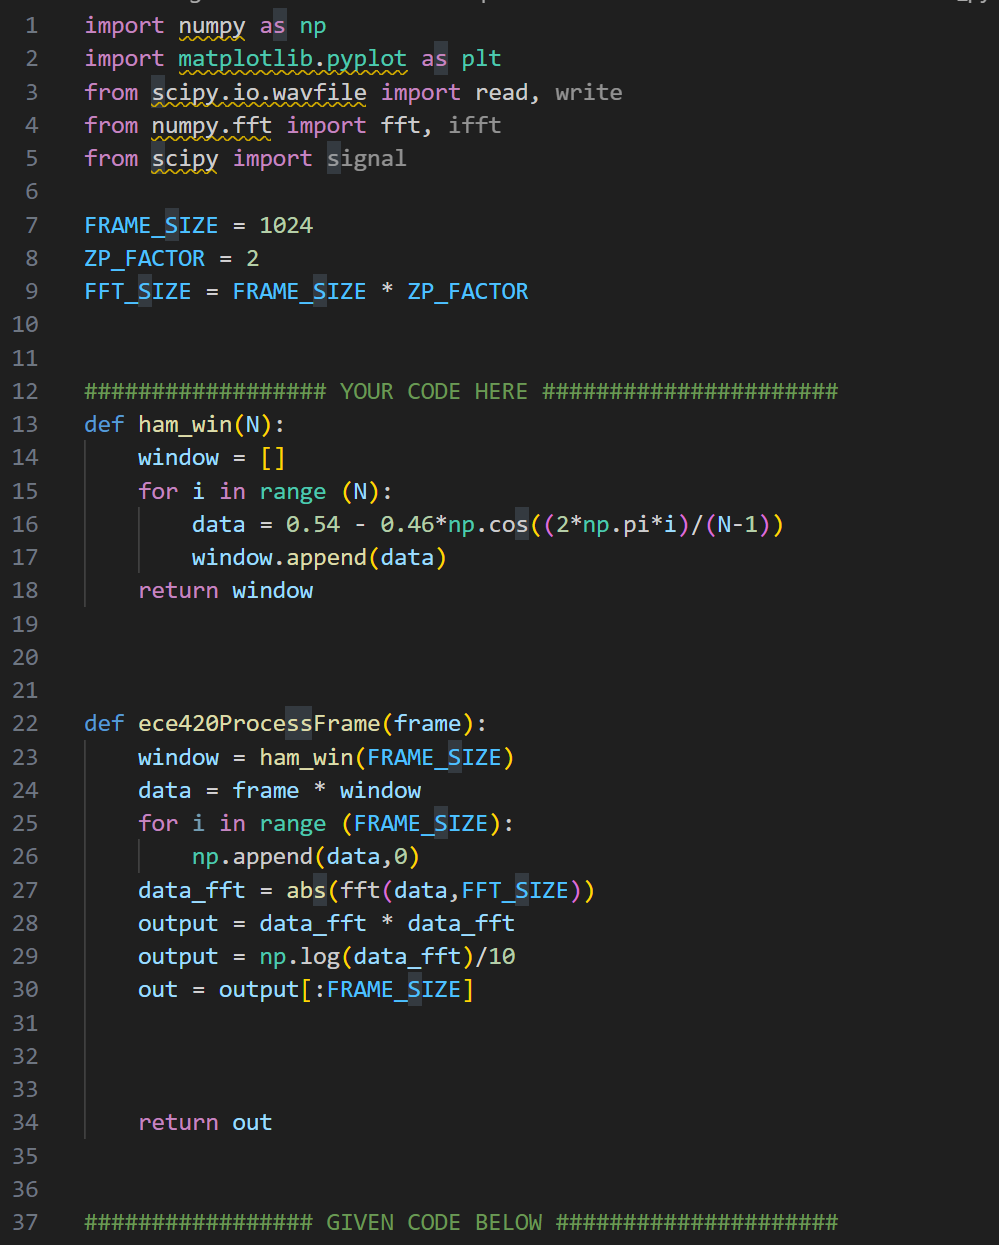 1 import numpy as np
2 import matplotlib.pyplot as plt
3 from scipy.io.wavfile import read, write
4 from numpy.fft import fft, ifft
5 from scipy import signal
6
7 FRAME_SIZE = 1024
8 ZP_FACTOR = 2
9 FFT_SIZE = FRAME_SIZE * ZP_FACTOR
10
11
12 ################## YOUR CODE HERE ######################
13 def ham_win(N):
14     window = []
15     for i in range (N):
16         data = 0.54 - 0.46*np.cos((2*np.pi*i)/(N-1))
17         window.append(data)
18     return window
19
20
21
22 def ece420ProcessFrame(frame):
23     window = ham_win(FRAME_SIZE)
24     data = frame * window
25     for i in range (FRAME_SIZE):
26         np.append(data,0)
27     data_fft = abs(fft(data,FFT_SIZE))
28     output = data_fft * data_fft
29     output = np.log(data_fft)/10
30     out = output[:FRAME_SIZE]
31
32
33
34     return out
35
36
37 ################# GIVEN CODE BELOW #####################